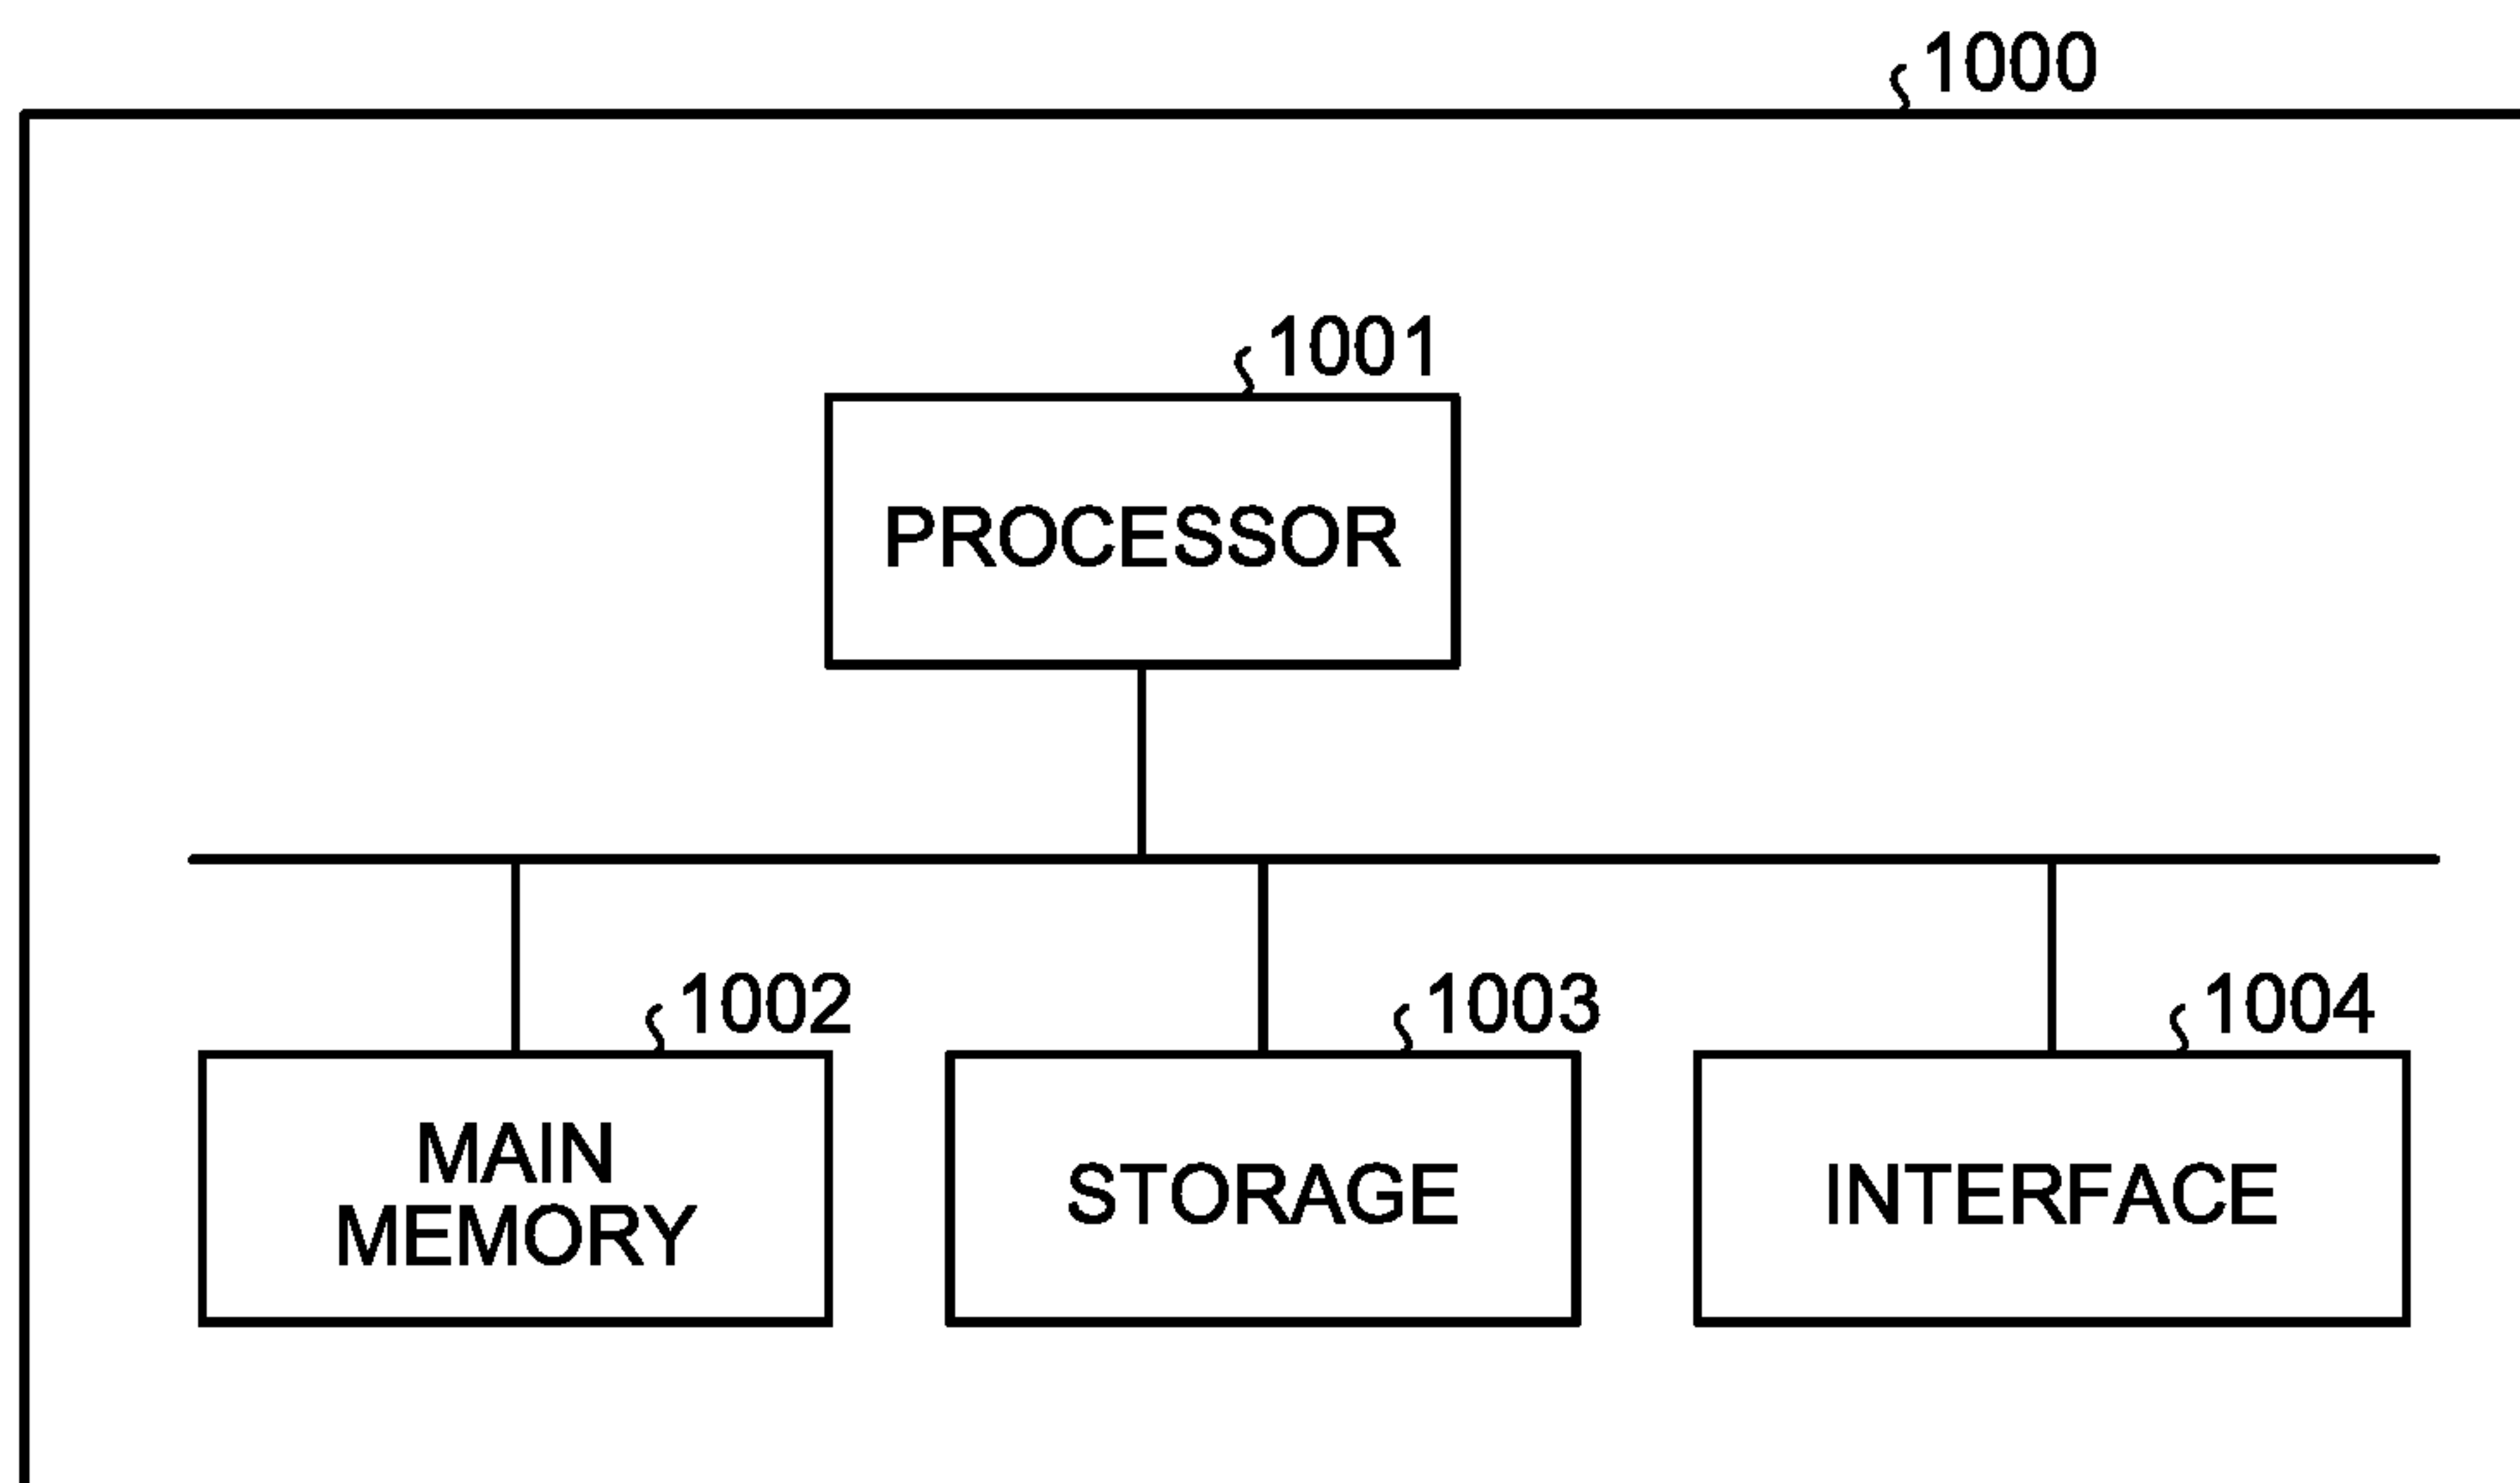 1000
1001
PROCESSOR
1002
1003
1004
MAIN
MEMORY
STORAGE
INTERFACE